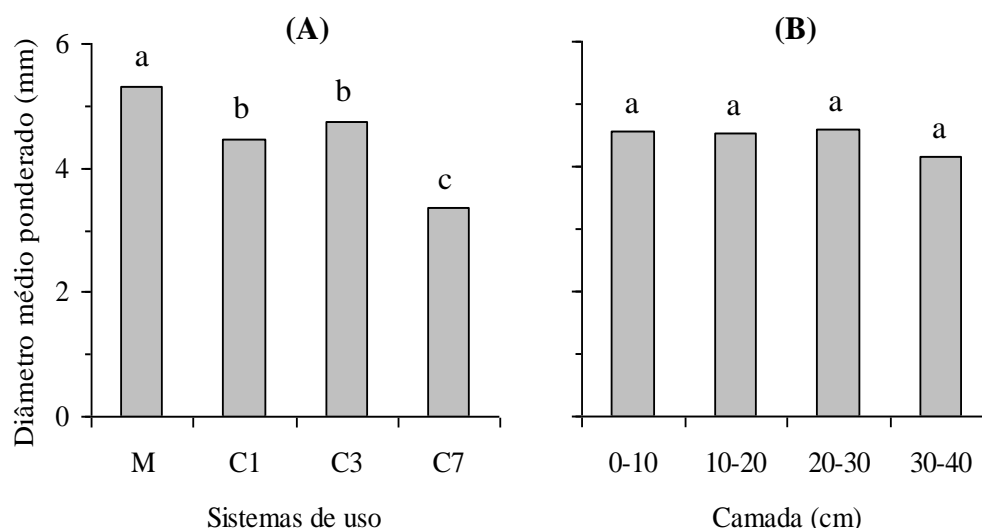 (A)
Diâmetro médio ponderado (mm)
6
4
2
0
a
b
b
c
M C1 C3 C7
Sistemas de uso
(B)
a
a
a
a
0-10 10-20 20-30 30-40
Camada (cm)